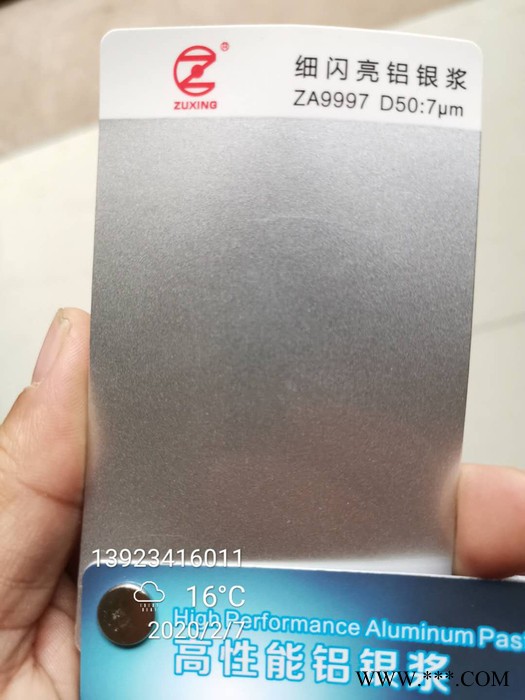 ZUXING
®
细闪亮铝银浆
ZA9997 D50:7μm
13923416011
16°C
2020/2/7
High Performance Aluminum Past
高性能铝银浆
www.***.com